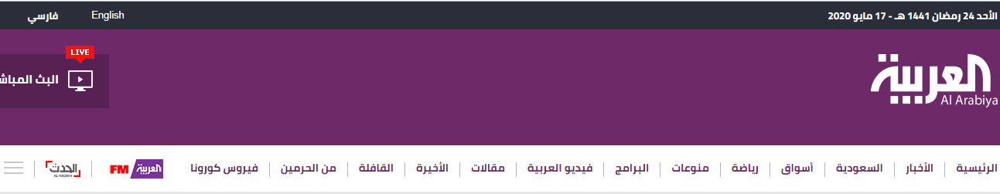 الأحد 24 رمضان 1441 هـ - 17 مايو 2020
English
فارسي
العربية
Al Arabiya
LIVE
البث المباشر
الرئيسية
الأخبار
السعودية
أسواق
رياضة
منوعات
البرامج
فيديو العربية
مقالات
الأخيرة
القافلة
من الحرمين
فيروس كورونا
العربية FM
الحدث
AL HADATH